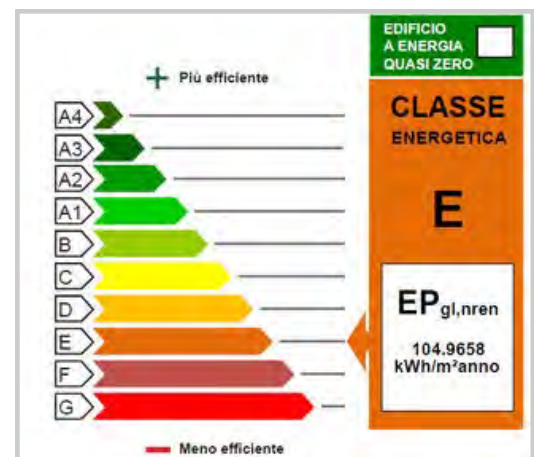 EDIFICIO
A ENERGIA
QUASI ZERO
Più efficiente
CLASSE
ENERGETICA
E
A4
A3
A2
A1
B
C
D
E
F
G
EPgl,nren
104.9658
kWh/m²anno
Meno efficiente